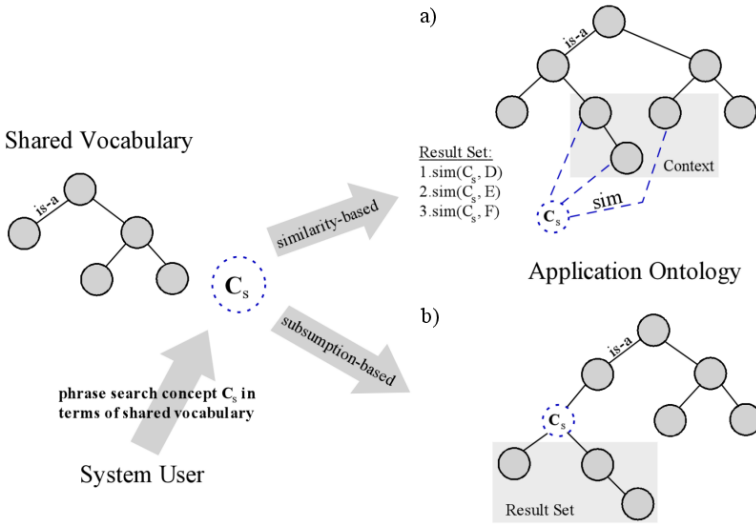 a)
is-a
Shared Vocabulary
Result Set:
1.sim(Cs, D)
2.sim(Cs, E)
3.sim(Cs, F)
Context
is-a
similarity-based
Cs
sim
Application Ontology
Cs
b)
subsumption-based
is-a
phrase search concept Cs in
terms of shared vocabulary
Cs
System User
Result Set